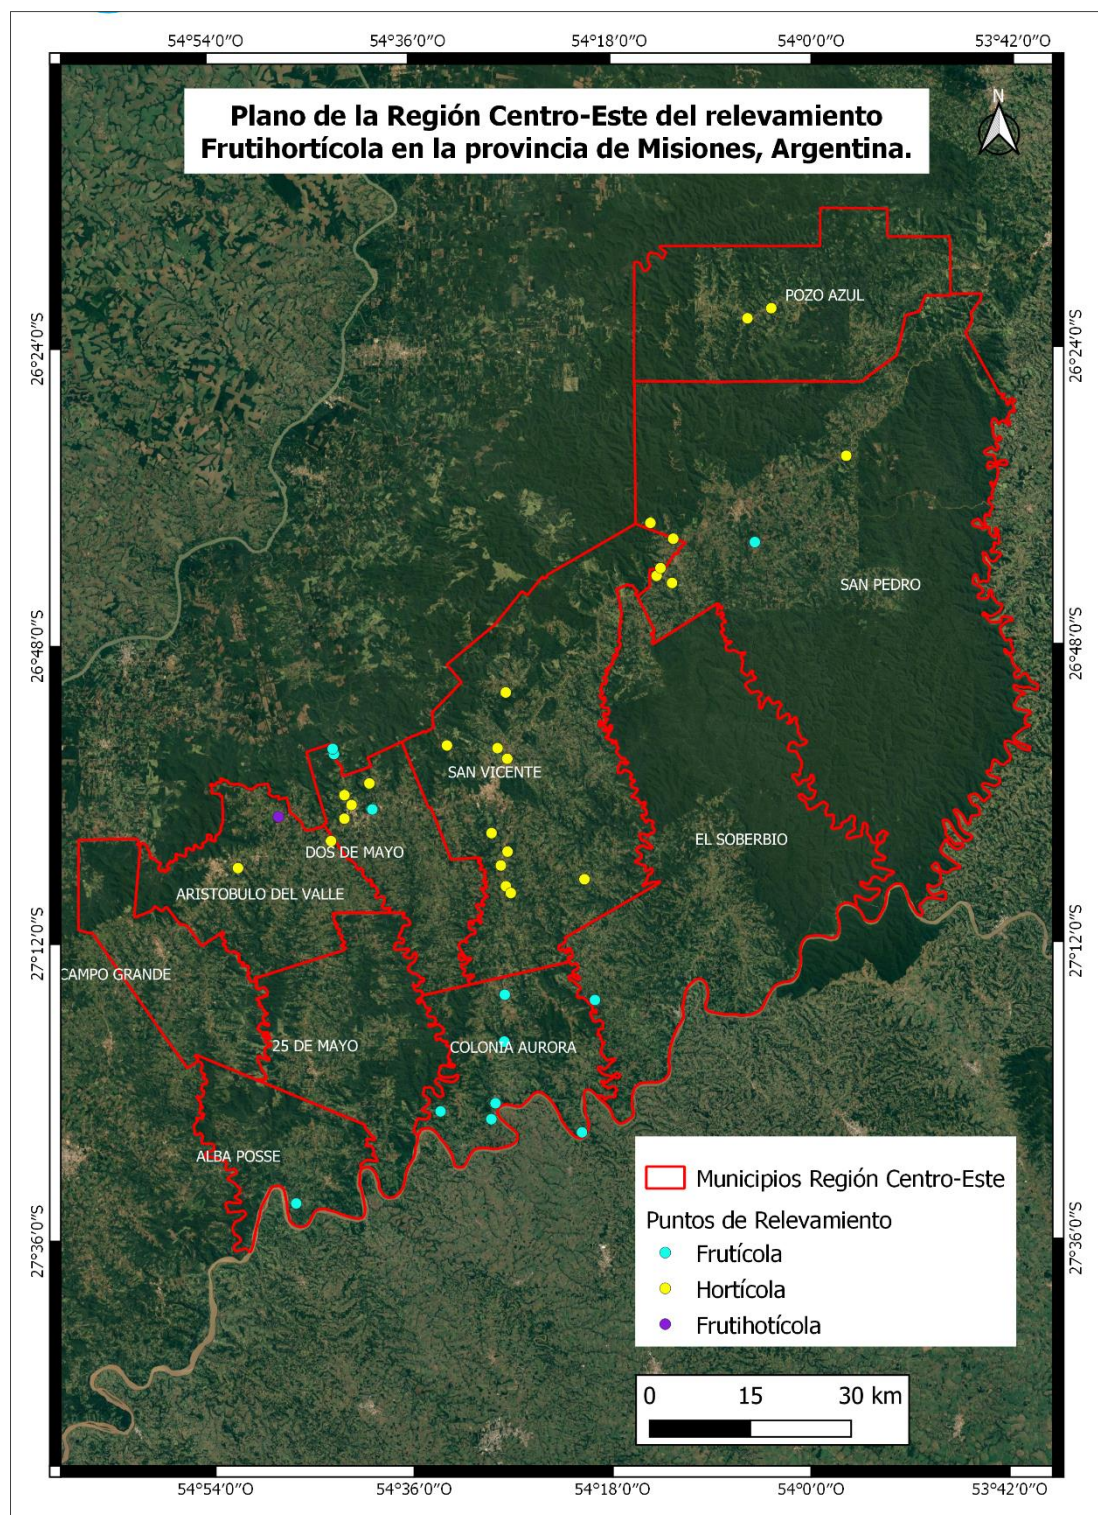 54°54′0″O 54°36′0″O 54°18′0″O 54°0′0″O 53°42′0″O
Plano de la Región Centro-Este del relevamiento
Frutihortícola en la provincia de Misiones, Argentina.
N
POZO AZUL
26°24′0″S 26°24′0″S
SAN PEDRO
26°48′0″S 26°48′0″S
SAN VICENTE
EL SOBERBIO
DOS DE MAYO
ARISTOBULO DEL VALLE
27°12′0″S 27°12′0″S
CAMPO GRANDE
25 DE MAYO
COLONIA AURORA
ALBA POSSE
27°36′0″S 27°36′0″S
Municipios Región Centro-Este
Puntos de Relevamiento
Frutícola
Hortícola
Frutihotícola
0 15 30 km
54°54′0″O 54°36′0″O 54°18′0″O 54°0′0″O 53°42′0″O